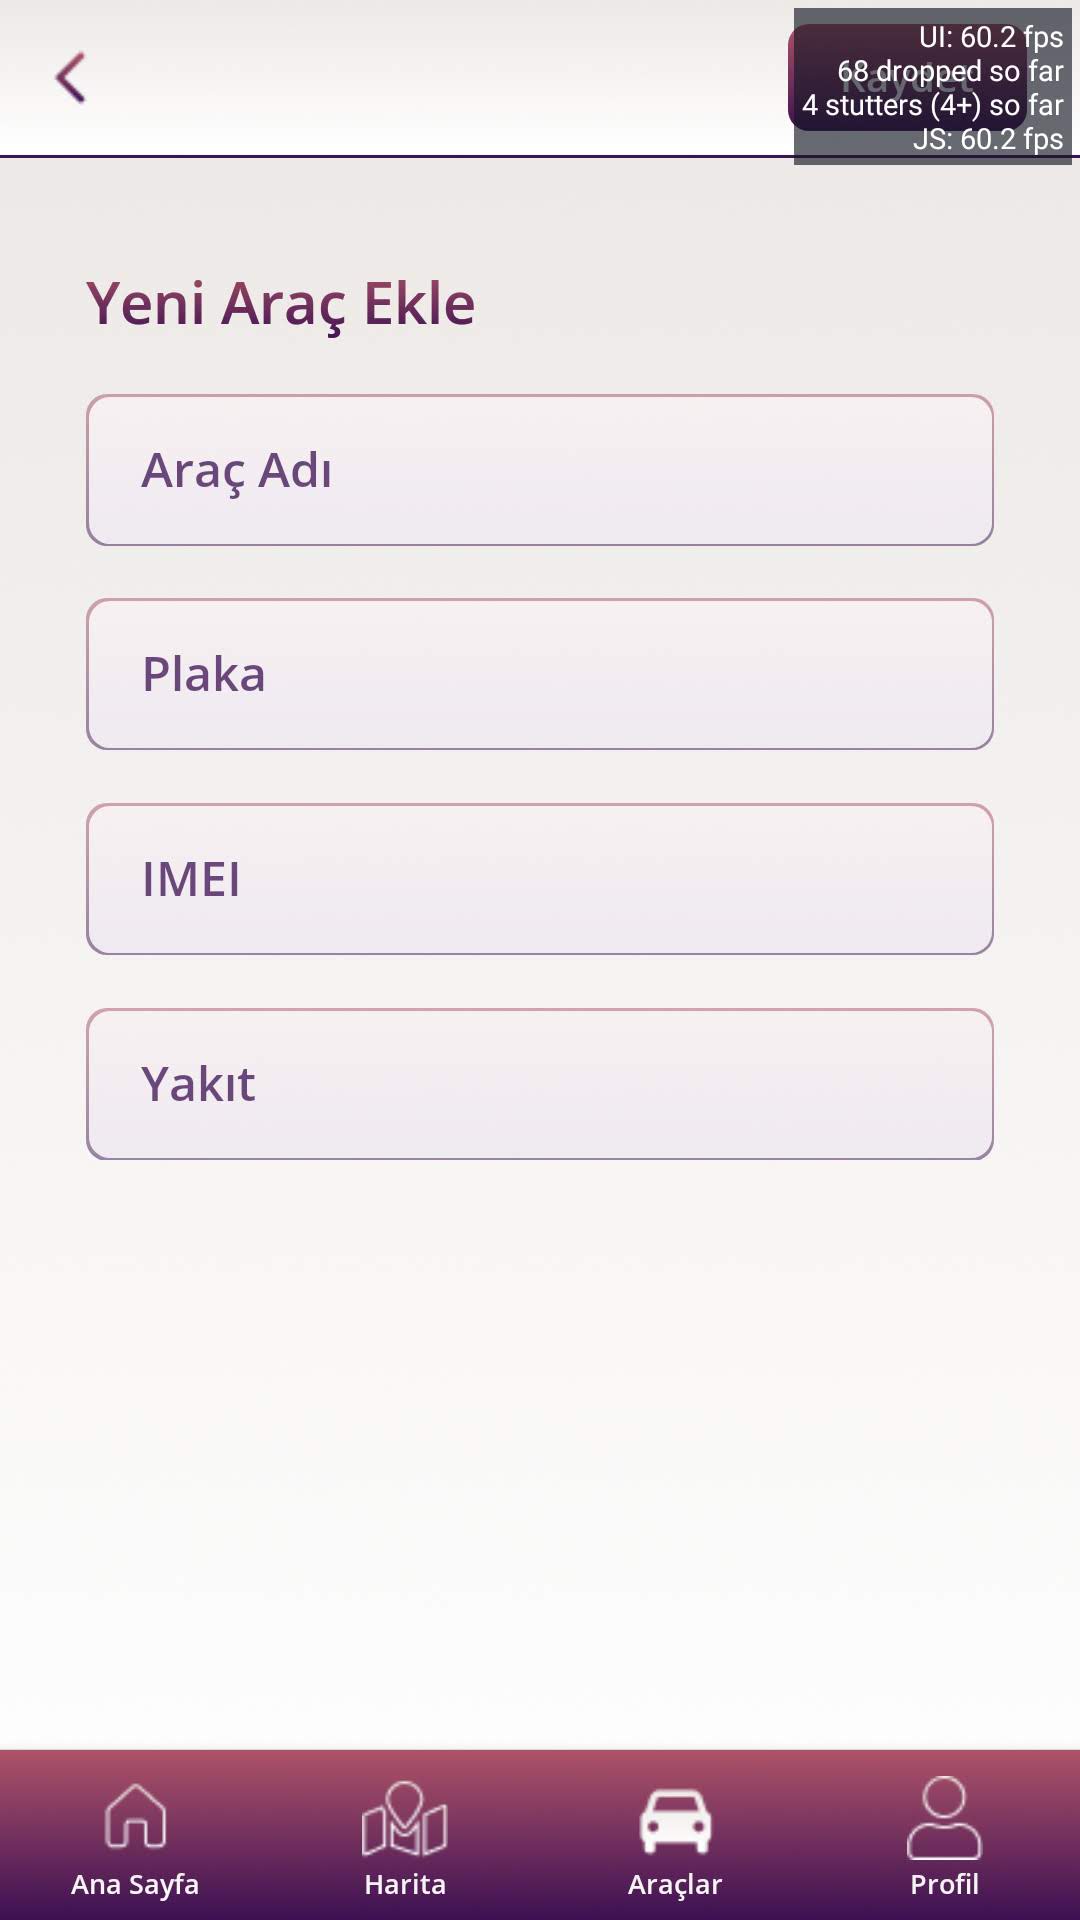 UI: 60.2 fps
68 dropped so far
4 stutters (4+) so far
JS: 60.2 fps
Kaydet
Yeni Araç Ekle
Araç Adı
Plaka
IMEI
Yakıt
Ana Sayfa
Harita
Araçlar
Profil